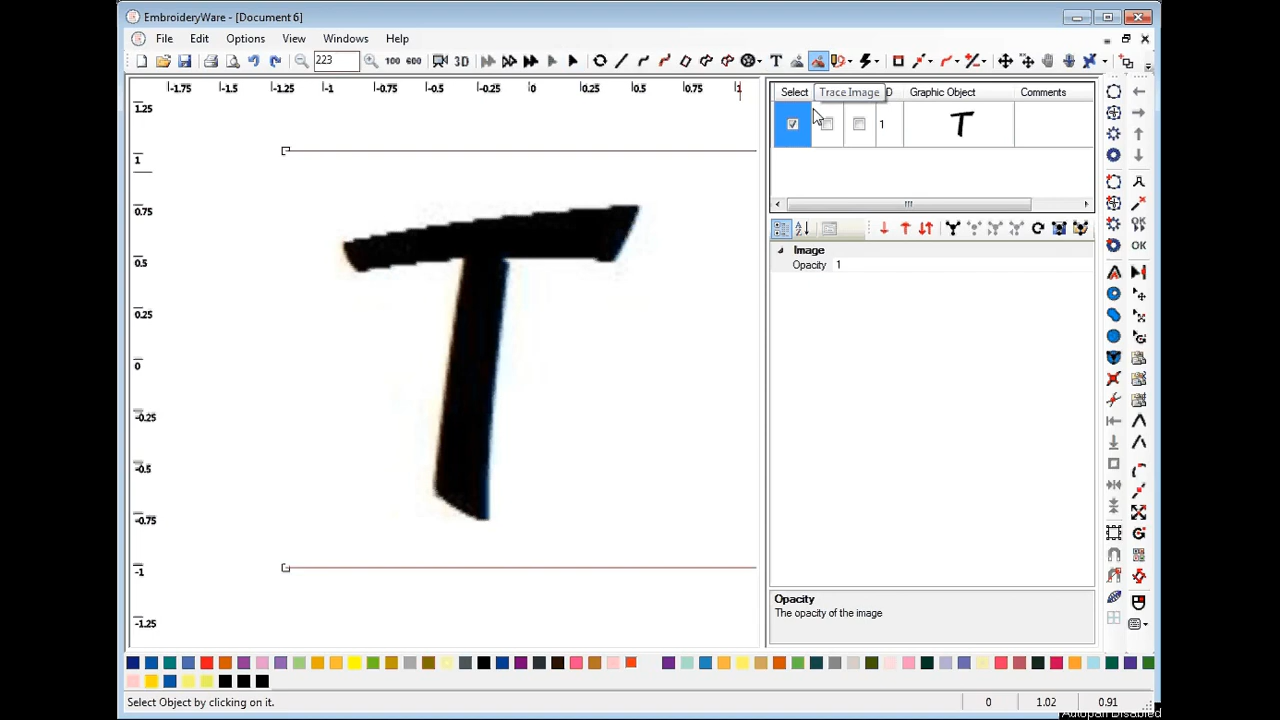 EmbroideryWare - [Document 6]
File Edit Options View Windows Help
223 100 600 3D T
-1.75 -1.5 -1.25 -1 -0.75 -0.5 -0.25 0 0.25 0.5 0.75 1
Select Trace Image D Graphic Object Comments
1 T
1.25
1
0.75
0.5
0.25
0
-0.25
-0.5
-0.75
-1
-1.25
T
OK
OK
Image
Opacity 1
Opacity
The opacity of the image
Select Object by clicking on it. 0 1.02 0.91
Autopan Disabled